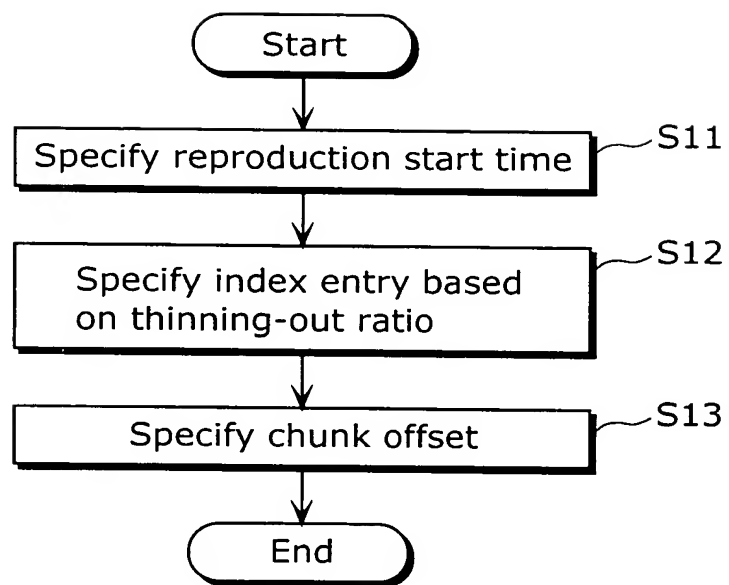 Start
Specify reproduction start time
S11
Specify index entry based
on thinning-out ratio
S12
Specify chunk offset
S13
End